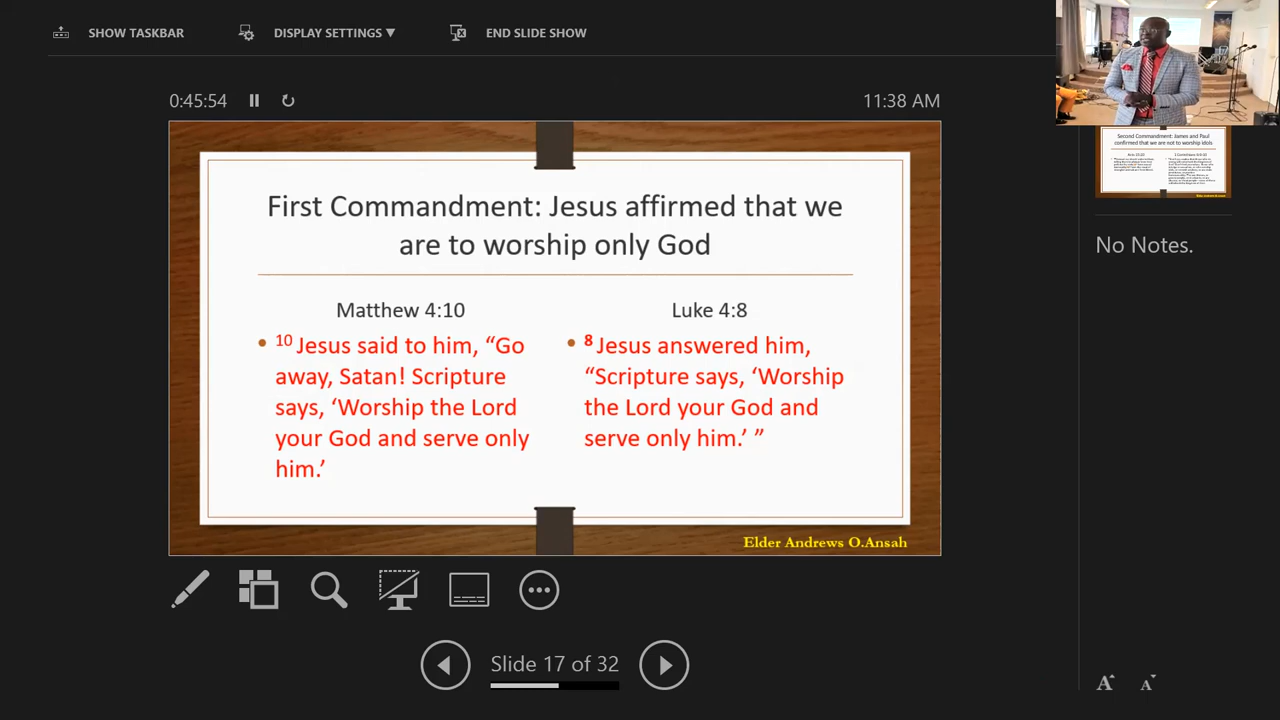 SHOW TASKBAR
DISPLAY SETTINGS ▼
END SLIDE SHOW
0:45:54
11:38 AM
First Commandment: Jesus affirmed that we
are to worship only God
Matthew 4:10
• 10 Jesus said to him, “Go
away, Satan! Scripture
says, ‘Worship the Lord
your God and serve only
him.’
Luke 4:8
• 8 Jesus answered him,
“Scripture says, ‘Worship
the Lord your God and
serve only him.’ ”
Elder Andrews O.Ansah
Slide 17 of 32
Second Commandment: James and Paul
confirmed that we are not to worship idols
No Notes.
A A